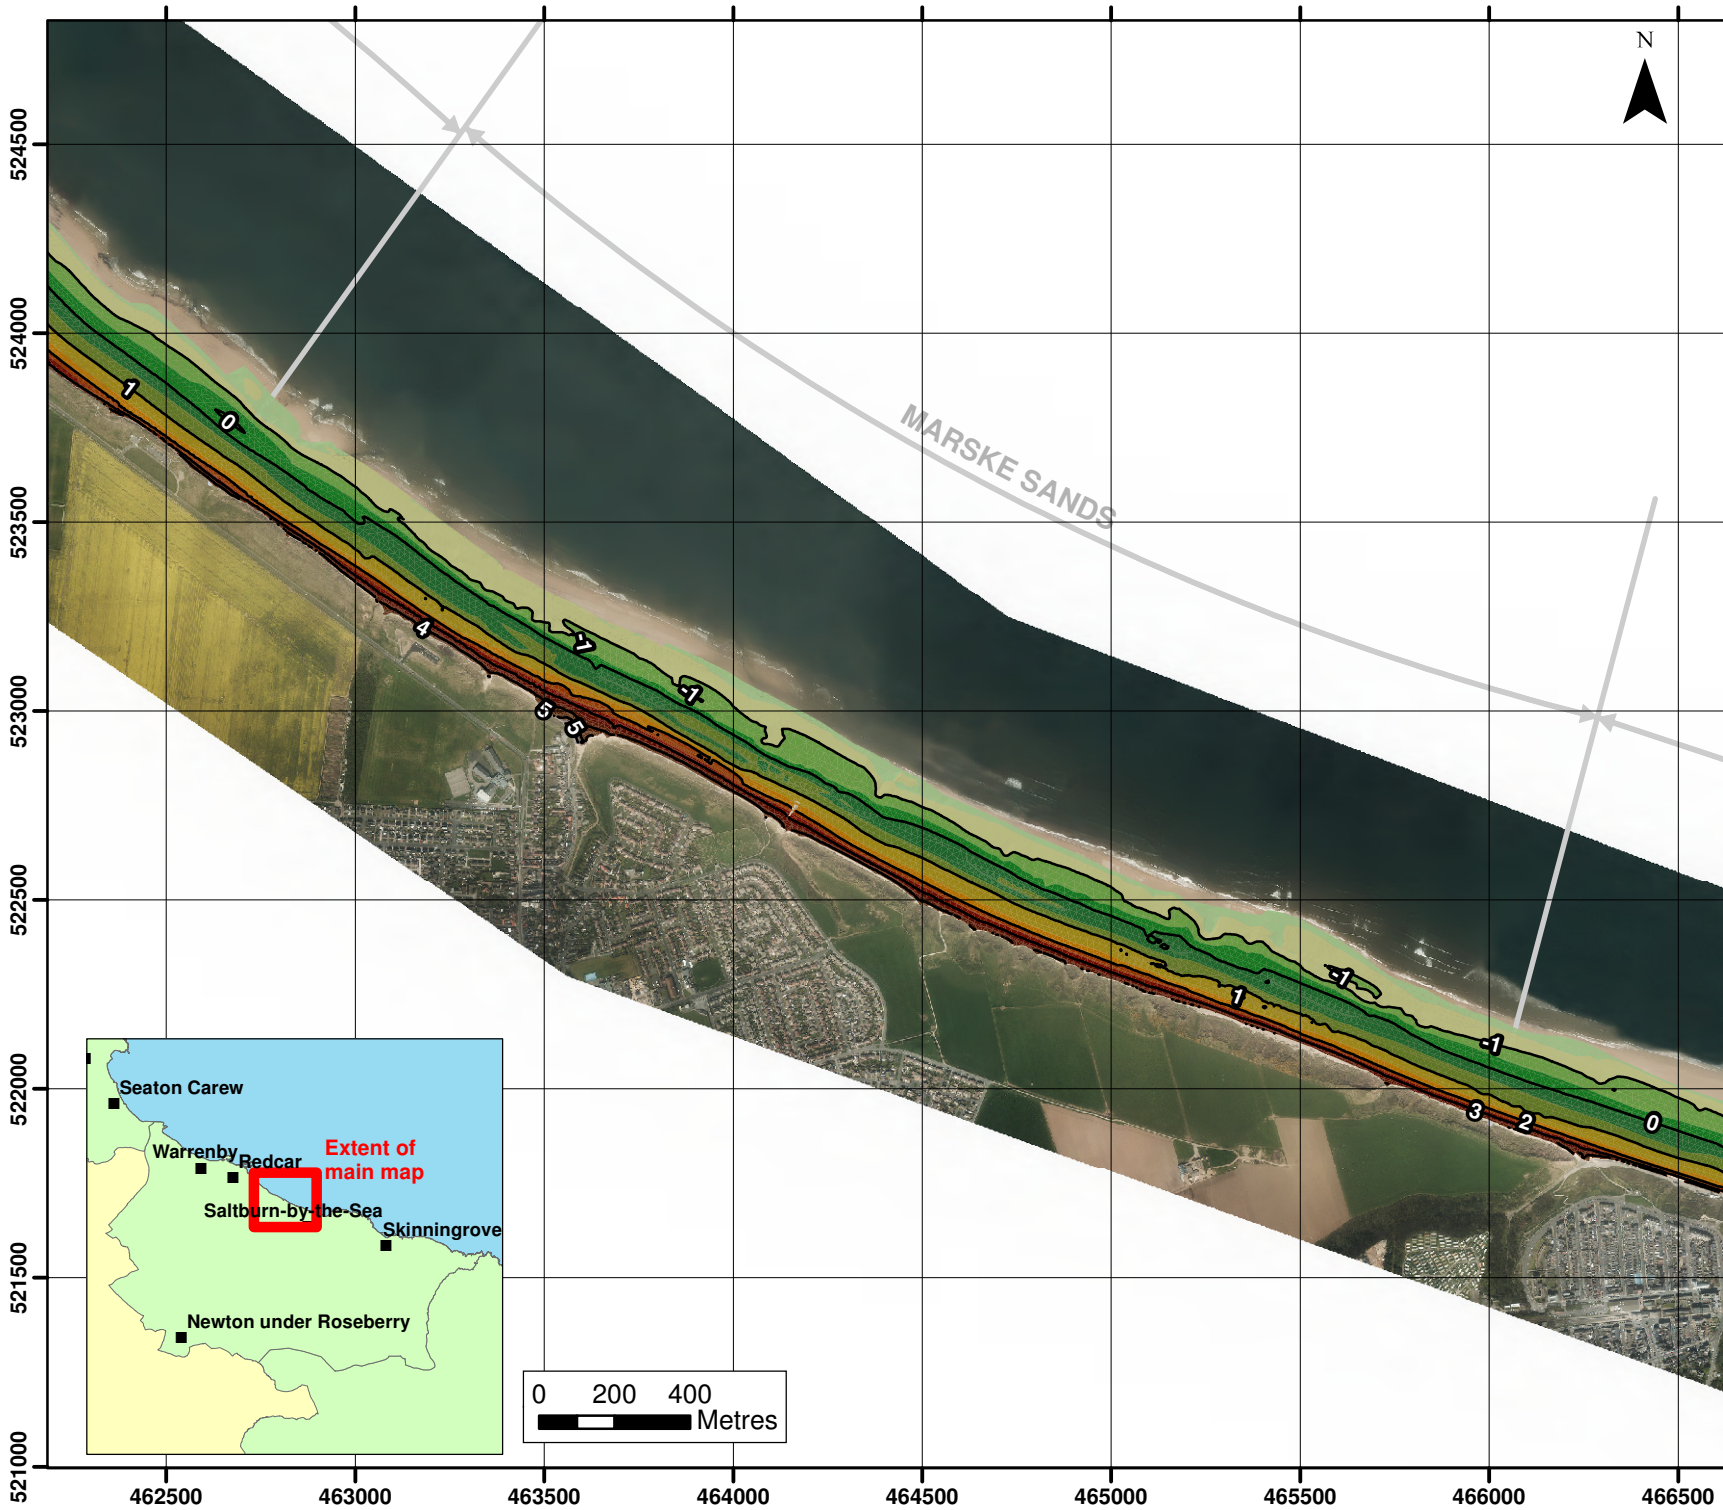 N
524500
524000
523500
523000
522500
522000
521500
521000
MARSKE SANDS
1
0
4
-1
-1
5
5
-1
1
-1
3
2
0
Seaton Carew
Warrenby
Redcar
Extent of
main map
Saltburn-by-the-Sea
Skinningrove
Newton under Roseberry
0 200 400
Metres
462500 463000 463500 464000 464500 465000 465500 466000 466500